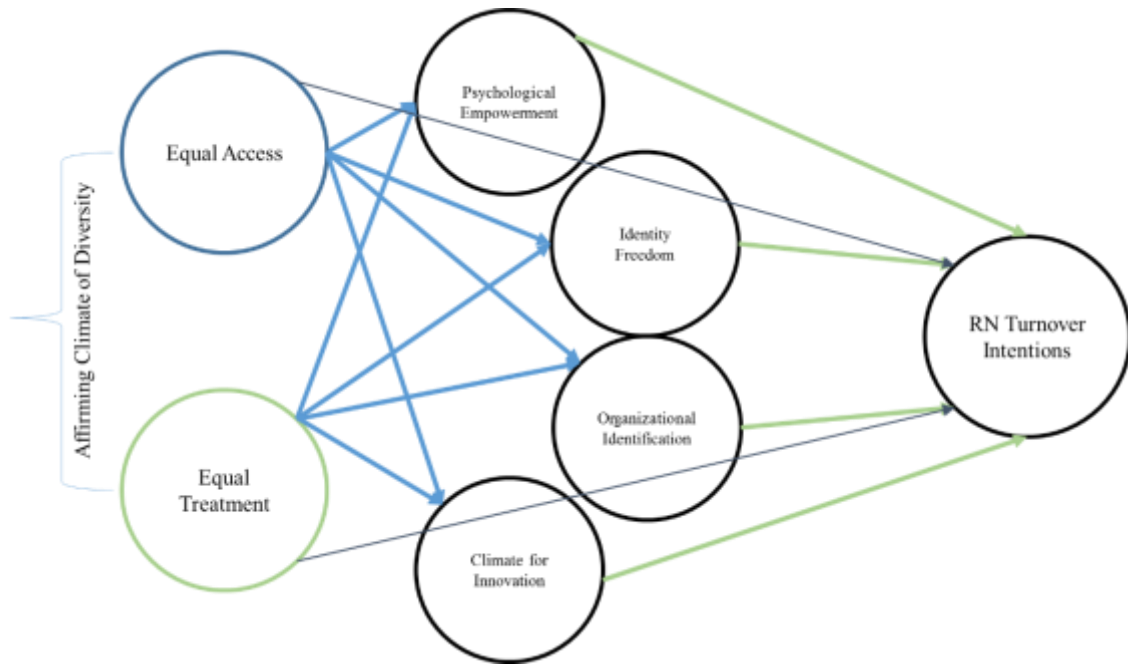 Affirming Climate of Diversity
Equal Access
Equal
Treatment
Psychological
Empowerment
Identity
Freedom
Organizational
Identification
Climate for
Innovation
RN Turnover
Intentions